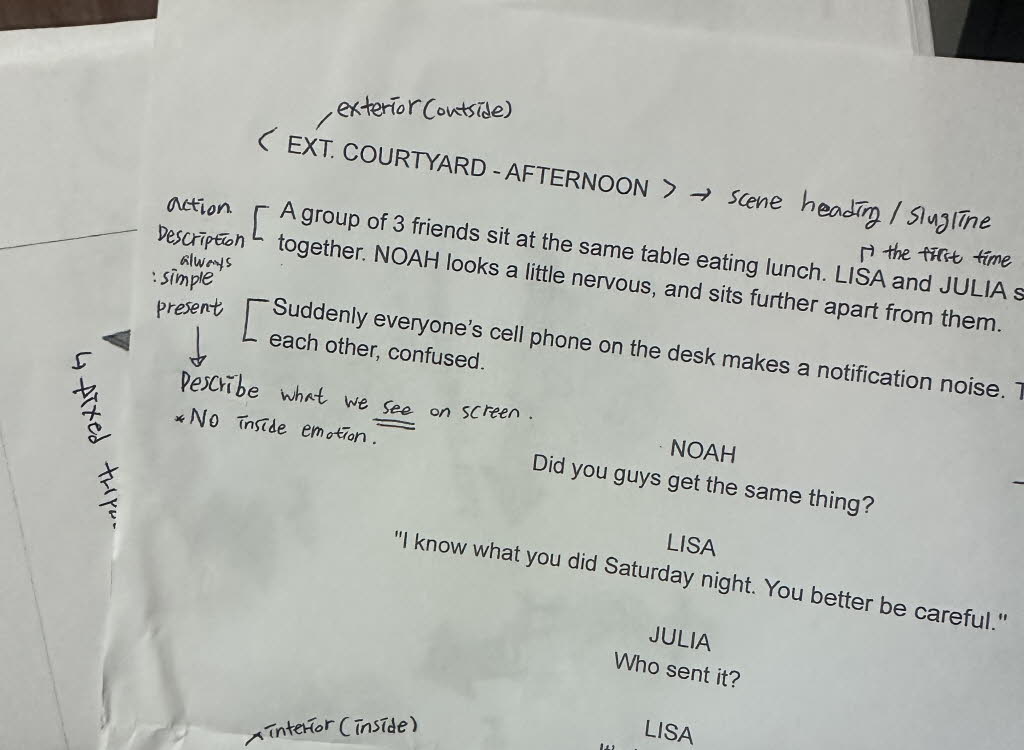 exterior (outside)
< EXT. COURTYARD - AFTERNOON > → scene heading / slugline
the first time
action
Description
always
: simple
present
A group of 3 friends sit at the same table eating lunch. LISA and JULIA s
together. NOAH looks a little nervous, and sits further apart from them.
Suddenly everyone's cell phone on the desk makes a notification noise. T
each other, confused.
↓
Describe what we see on screen.
*No inside emotion.
↳ fixed
NOAH
Did you guys get the same thing?
LISA
"I know what you did Saturday night. You better be careful."
JULIA
Who sent it?
interior (inside)
LISA